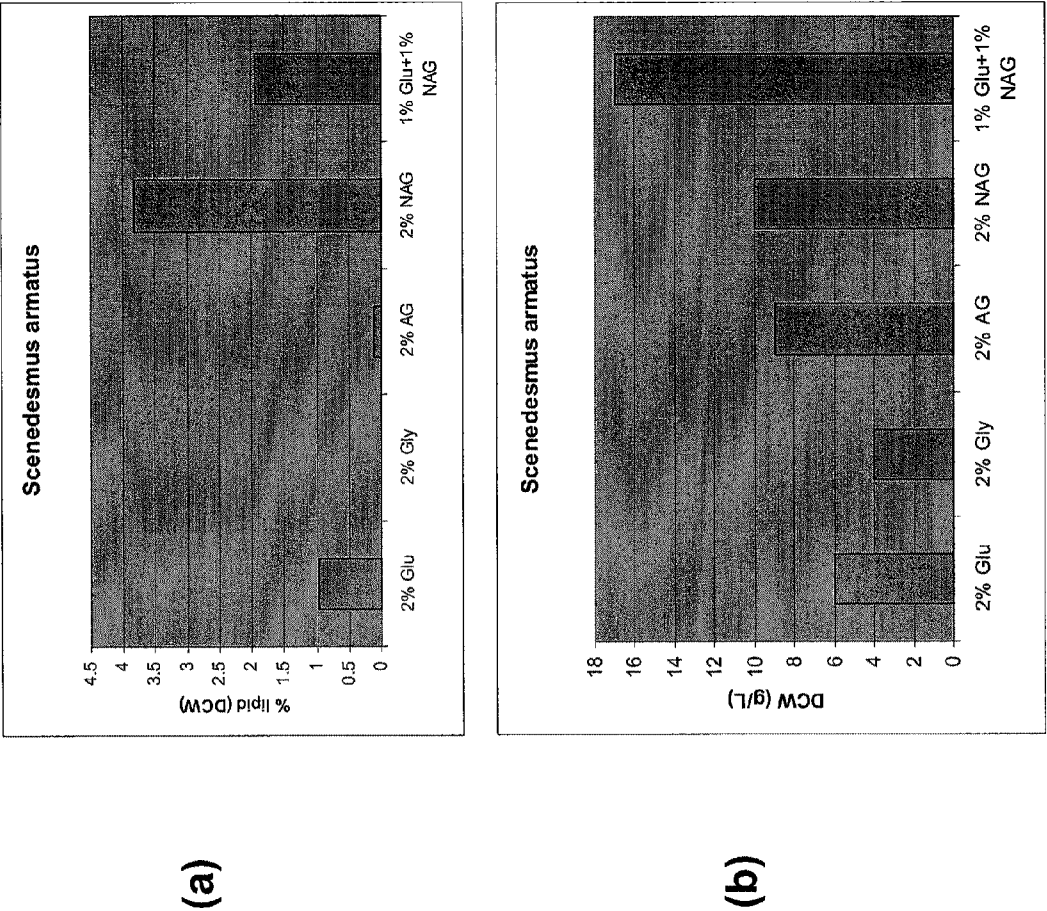 (a)
Scenedesmus armatus
% lipid (DCW)
4.5
4
3.5
3
2.5
2
1.5
1
0.5
0
2% Glu
2% Gly
2% AG
2% NAG
1% Glu+1%
NAG
(b)
Scenedesmus armatus
DCW (g/L)
18
16
14
12
10
8
6
4
2
0
2% Glu
2% Gly
2% AG
2% NAG
1% Glu+1%
NAG